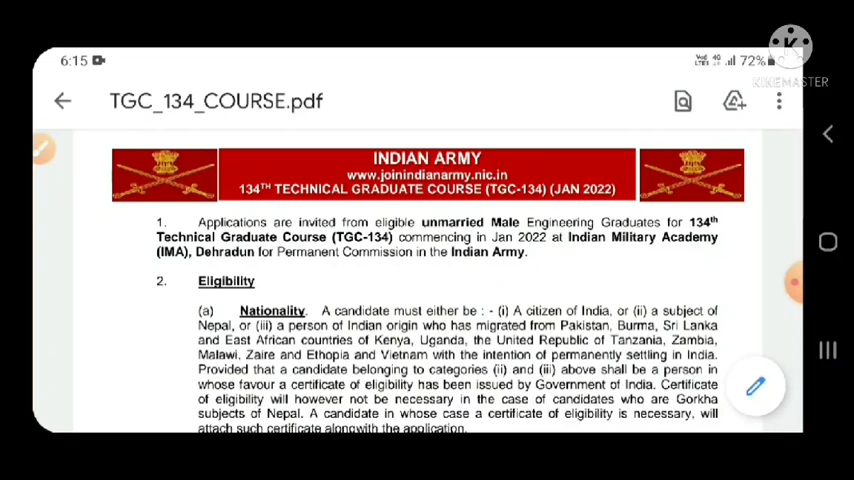 6:15
72%
KINEMASTER
TGC_134_COURSE.pdf
INDIAN ARMY
www.joinindianarmy.nic.in
134TH TECHNICAL GRADUATE COURSE (TGC-134) (JAN 2022)
1. Applications are invited from eligible unmarried Male Engineering Graduates for 134th
Technical Graduate Course (TGC-134) commencing in Jan 2022 at Indian Military Academy
(IMA), Dehradun for Permanent Commission in the Indian Army.
2. Eligibility
(a) Nationality. A candidate must either be : - (i) A citizen of India, or (ii) a subject of
Nepal, or (iii) a person of Indian origin who has migrated from Pakistan, Burma, Sri Lanka
and East African countries of Kenya, Uganda, the United Republic of Tanzania, Zambia,
Malawi, Zaire and Ethopia and Vietnam with the intention of permanently settling in India.
Provided that a candidate belonging to categories (ii) and (iii) above shall be a person in
whose favour a certificate of eligibility has been issued by Government of India. Certificate
of eligibility will however not be necessary in the case of candidates who are Gorkha
subjects of Nepal. A candidate in whose case a certificate of eligibility is necessary, will
attach such certificate alongwith the application.